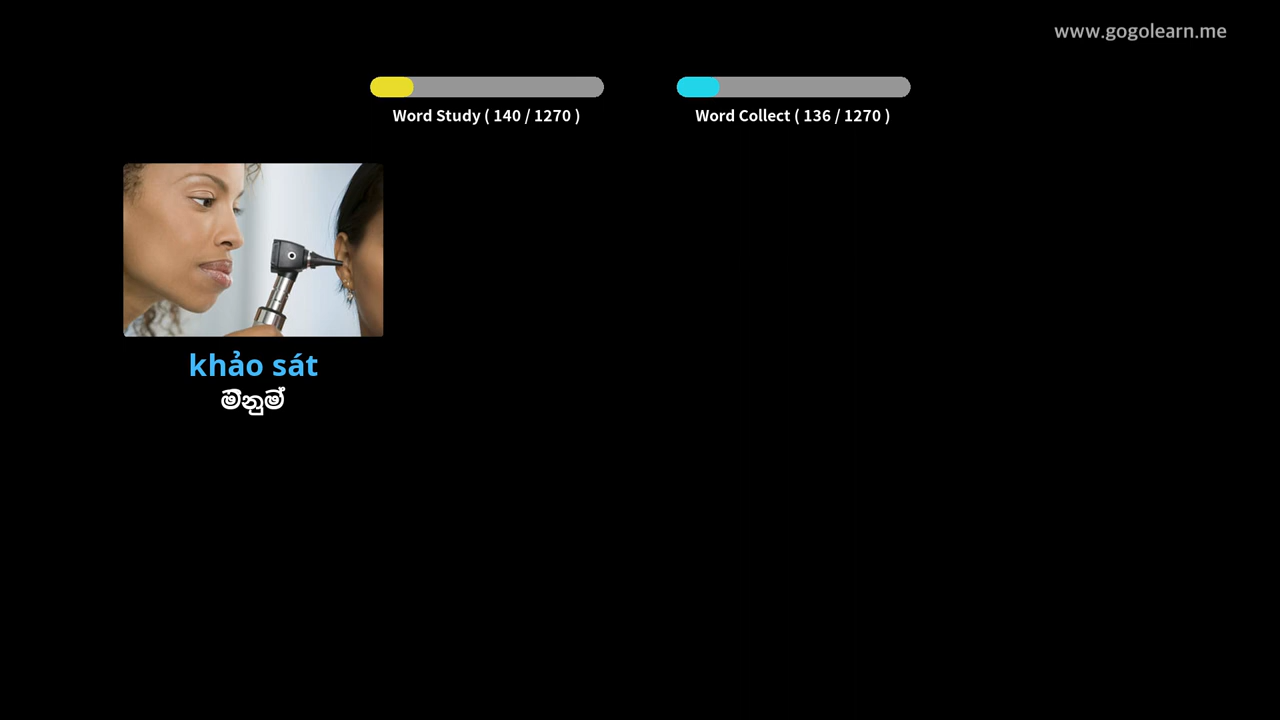 www.gogolearn.me
Word Study ( 140 / 1270 )
Word Collect ( 136 / 1270 )
khảo sát
මිනුම්